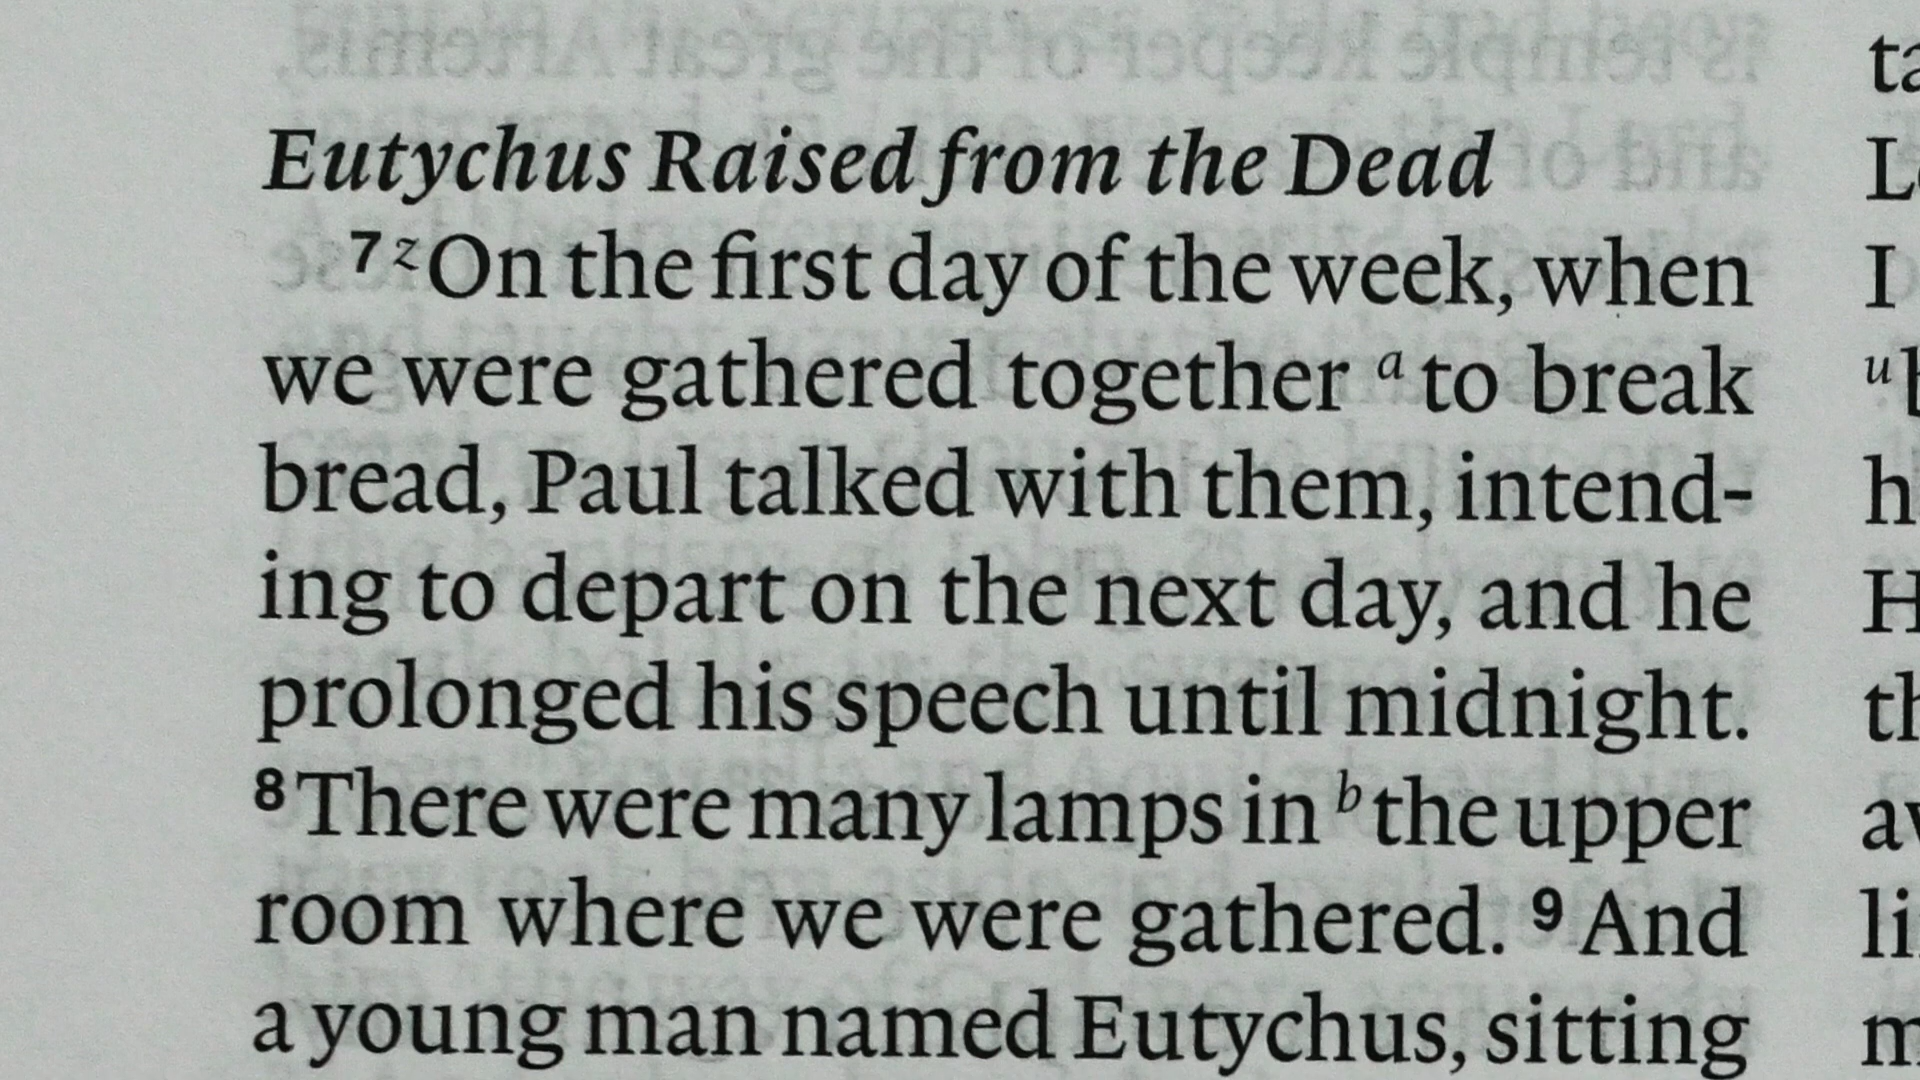 Eutychus Raised from the Dead
7 z On the first day of the week, when
we were gathered together a to break
bread, Paul talked with them, intend-
ing to depart on the next day, and he
prolonged his speech until midnight.
8 There were many lamps in b the upper
room where we were gathered. 9 And
a young man named Eutychus, sitting